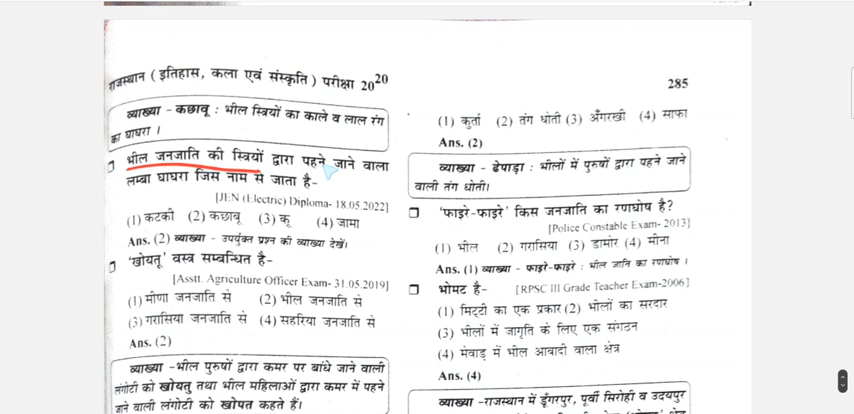 राजस्थान ( इतिहास, कला एवं संस्कृति ) परीक्षा 2020
व्याख्या - कछावू : भील स्त्रियों का काले व लाल रंग
का घाघरा ।
भील जनजाति की स्त्रियों द्वारा पहने जाने वाला
लम्बा घाघरा जिस नाम से जाता है-
[JEN (Electric) Diploma- 18.05.2022]
(1) कटकी (2) कछावू (3) कू (4) जामा
Ans. (2) व्याख्या - उपर्युक्त प्रश्न की व्याख्या देखें।
'खोयतू' वस्त्र सम्बन्धित है-
[Asstt. Agriculture Officer Exam- 31.05.2019]
(1) मीणा जनजाति से (2) भील जनजाति से
(3) गरासिया जनजाति से (4) सहरिया जनजाति से
Ans. (2)
व्याख्या -भील पुरुषों द्वारा कमर पर बांधे जाने वाली
लंगोटी को खोयतु तथा भील महिलाओं द्वारा कमर में पहने
जाने वाली लंगोटी को खोपत कहते हैं।
285
(1) कुर्ता (2) तंग धोती (3) अँगरखी (4) साफा
Ans. (2)
व्याख्या - ढेपाड़ा : भीलों में पुरुषों द्वारा पहने जाने
वाली तंग धोती।
'फाइरे-फाइरे' किस जनजाति का रणघोष है?
[Police Constable Exam- 2013]
(1) भील (2) गरासिया (3) डामोर (4) मीना
Ans. (1) व्याख्या - फाइरे-फाइरे : भील जाति का रणघोष ।
भोमट है- [RPSC III Grade Teacher Exam-2006]
(1) मिट्टी का एक प्रकार (2) भीलों का सरदार
(3) भीलों में जागृति के लिए एक संगठन
(4) मेवाड़ में भील आबादी वाला क्षेत्र
Ans. (4)
व्याख्या -राजस्थान में डूँगरपुर, पूर्वी सिरोही व उदयपुर